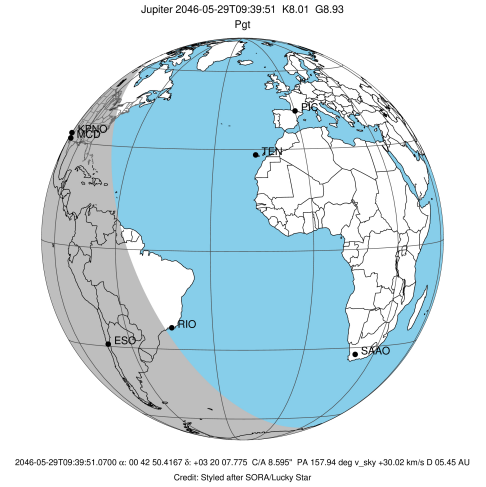 Jupiter 2046-05-29T09:39:51 K8.01 G8.93
Pgt
PIC
KPNO
MCD
TEN
RIO
ESO
SAAO
2046-05-29T09:39:51.0700 α: 00 42 50.4167 δ: +03 20 07.775 C/A 8.595" PA 157.94 deg v_sky +30.02 km/s D 05.45 AU
Credit: Styled after SORA/Lucky Star